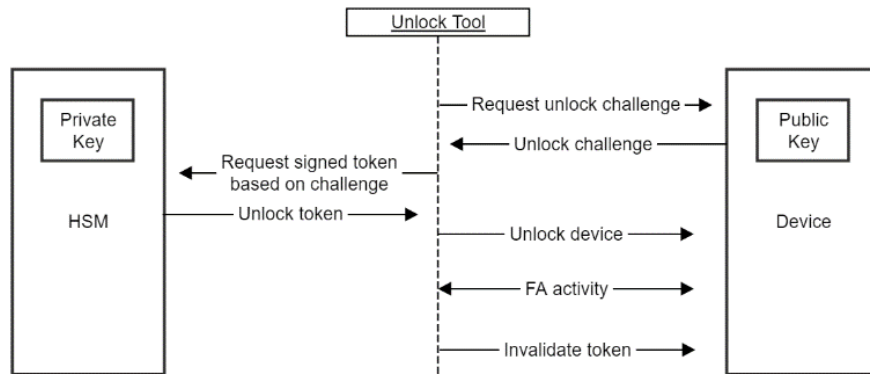 Unlock Tool
Private
Key
HSM
Request unlock challenge
Unlock challenge
Request signed token
based on challenge
Unlock token
Unlock device
FA activity
Invalidate token
Public
Key
Device